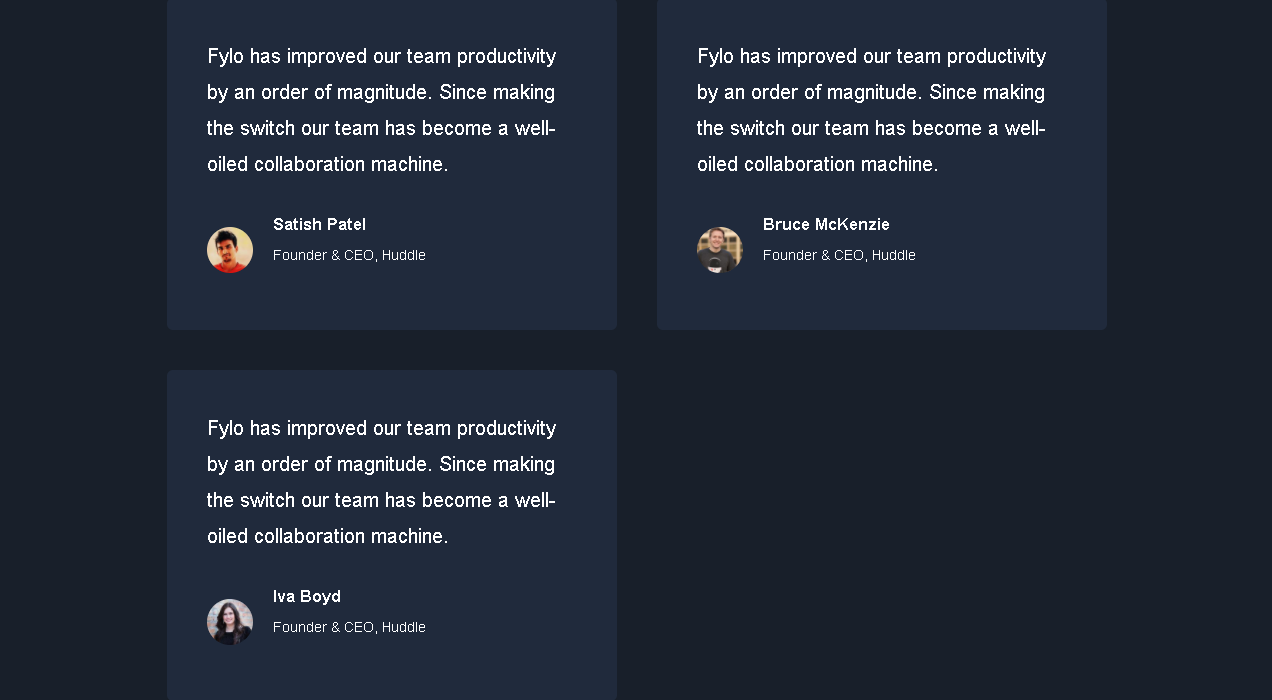 Fylo has improved our team productivity
by an order of magnitude. Since making
the switch our team has become a well-
oiled collaboration machine.
Satish Patel
Founder & CEO, Huddle
Fylo has improved our team productivity
by an order of magnitude. Since making
the switch our team has become a well-
oiled collaboration machine.
Bruce McKenzie
Founder & CEO, Huddle
Fylo has improved our team productivity
by an order of magnitude. Since making
the switch our team has become a well-
oiled collaboration machine.
Iva Boyd
Founder & CEO, Huddle